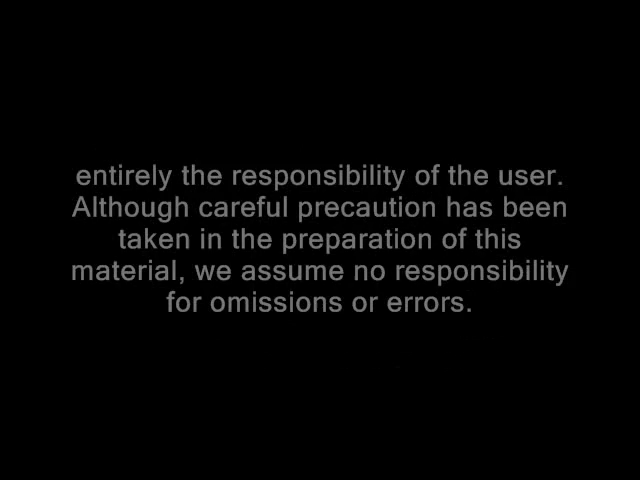 entirely the responsibility of the user.
Although careful precaution has been
taken in the preparation of this
material, we assume no responsibility
for omissions or errors.